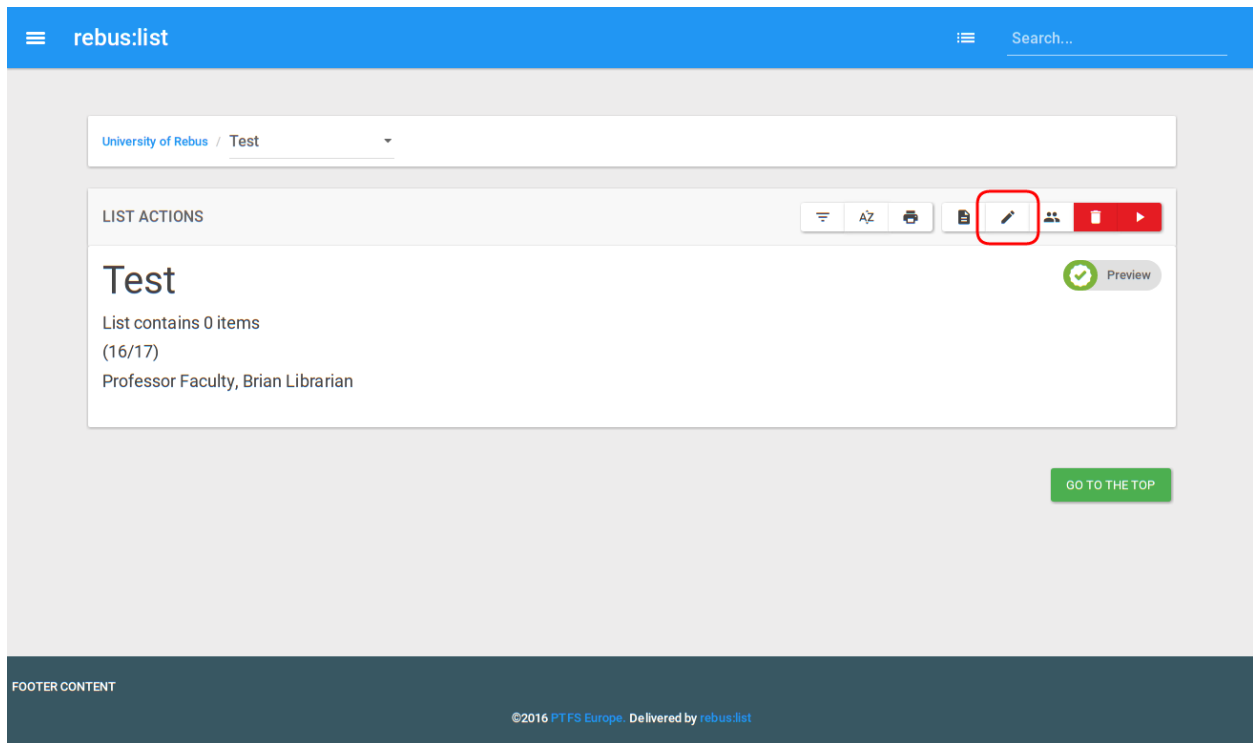 rebus:list
Search...
University of Rebus / Test
LIST ACTIONS
AZ
Test
Preview
List contains 0 items
(16/17)
Professor Faculty, Brian Librarian
GO TO THE TOP
FOOTER CONTENT
©2016 PTFS Europe. Delivered by rebus:list